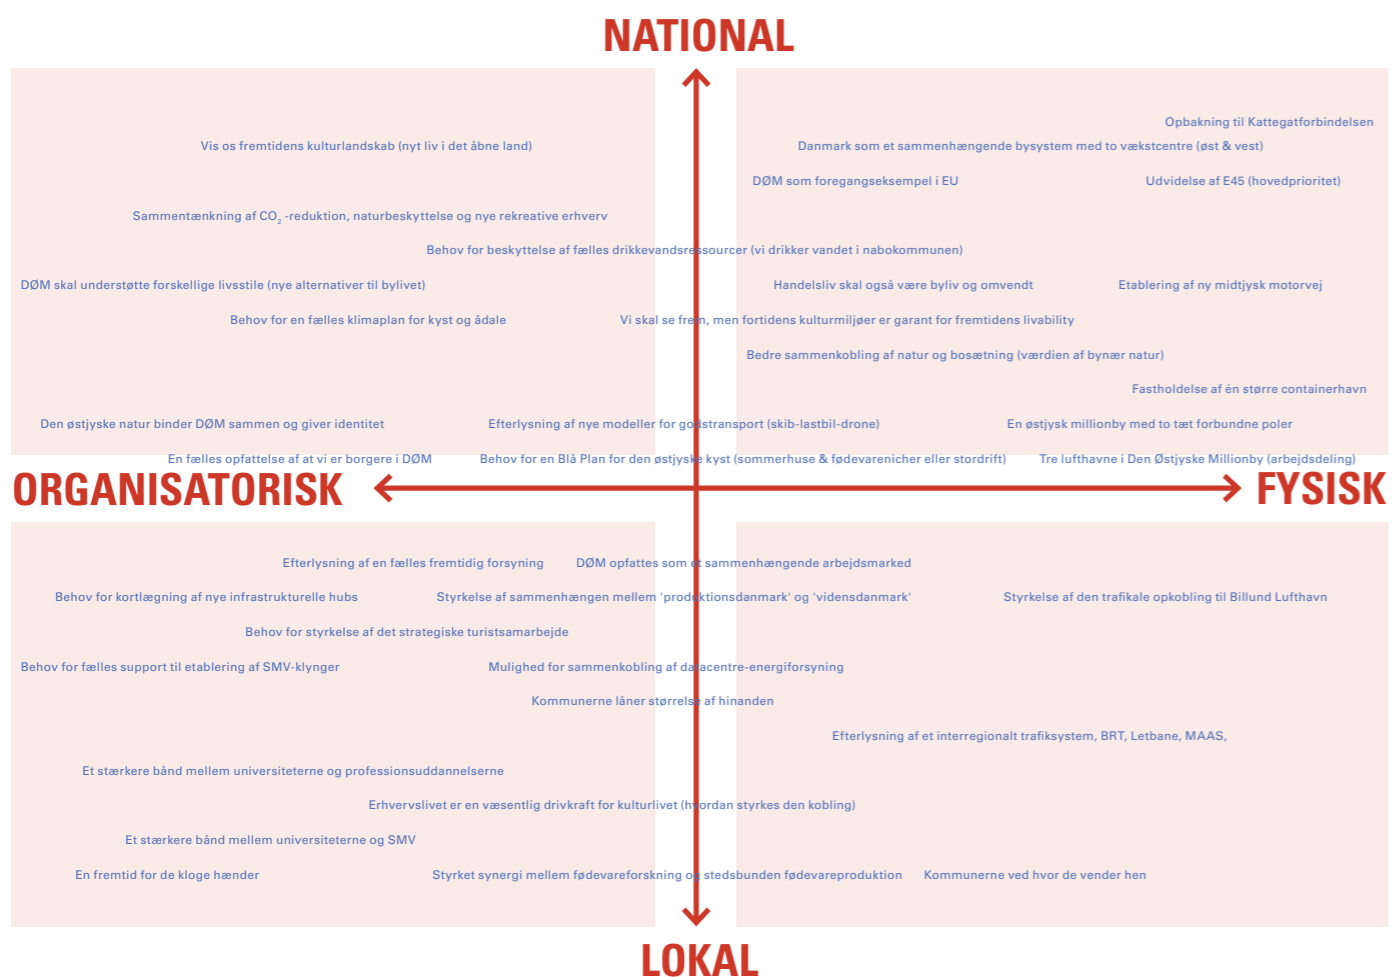 NATIONAL
Opbakning til Kattegatforbindelsen
Vis os fremtidens kulturlandskab (nyt liv i det åbne land)
Danmark som et sammenhængende bysystem med to vækstcentre (øst & vest)
DØM som foregangseksempel i EU
Udvidelse af E45 (hovedprioritet)
Sammentænkning af CO₂ -reduktion, naturbeskyttelse og nye rekreative erhverv
Behov for beskyttelse af fælles drikkevandsressourcer (vi drikker vandet i nabokommunen)
DØM skal understøtte forskellige livsstile (nye alternativer til bylivet)
Handelsliv skal også være byliv og omvendt
Etablering af ny midtjysk motorvej
Behov for en fælles klimaplan for kyst og ådale
Vi skal se frem, men fortidens kulturmiljøer er garant for fremtidens livability
Bedre sammenkobling af natur og bosætning (værdien af bynær natur)
Fastholdelse af én større containerhavn
Den østjyske natur binder DØM sammen og giver identitet
Efterlysning af nye modeller for godstransport (skib-lastbil-drone)
En østjysk millionby med to tæt forbundne poler
En fælles opfattelse af at vi er borgere i DØM
Behov for en Blå Plan for den østjyske kyst (sommerhuse & fødevarenicher eller stordrift)
Tre lufthavne i Den Østjyske Millionby (arbejdsdeling)
ORGANISATORISK
FYSISK
Efterlysning af en fælles fremtidig forsyning
DØM opfattes som et sammenhængende arbejdsmarked
Behov for kortlægning af nye infrastrukturelle hubs
Styrkelse af sammenhængen mellem 'produktionsdanmark' og 'vidensdanmark'
Styrkelse af den trafikale opkobling til Billund Lufthavn
Behov for styrkelse af det strategiske turistsamarbejde
Behov for fælles support til etablering af SMV-klynger
Mulighed for sammenkobling af datacentre-energiforsyning
Kommunerne låner størrelse af hinanden
Efterlysning af et interregionalt trafiksystem, BRT, Letbane, MAAS,
Et stærkere bånd mellem universiteterne og professionsuddannelserne
Erhvervslivet er en væsentlig drivkraft for kulturlivet (hvordan styrkes den kobling)
Et stærkere bånd mellem universiteterne og SMV
En fremtid for de kloge hænder
Styrket synergi mellem fødevareforskning og stedsbunden fødevareproduktion
Kommunerne ved hvor de vender hen
LOKAL